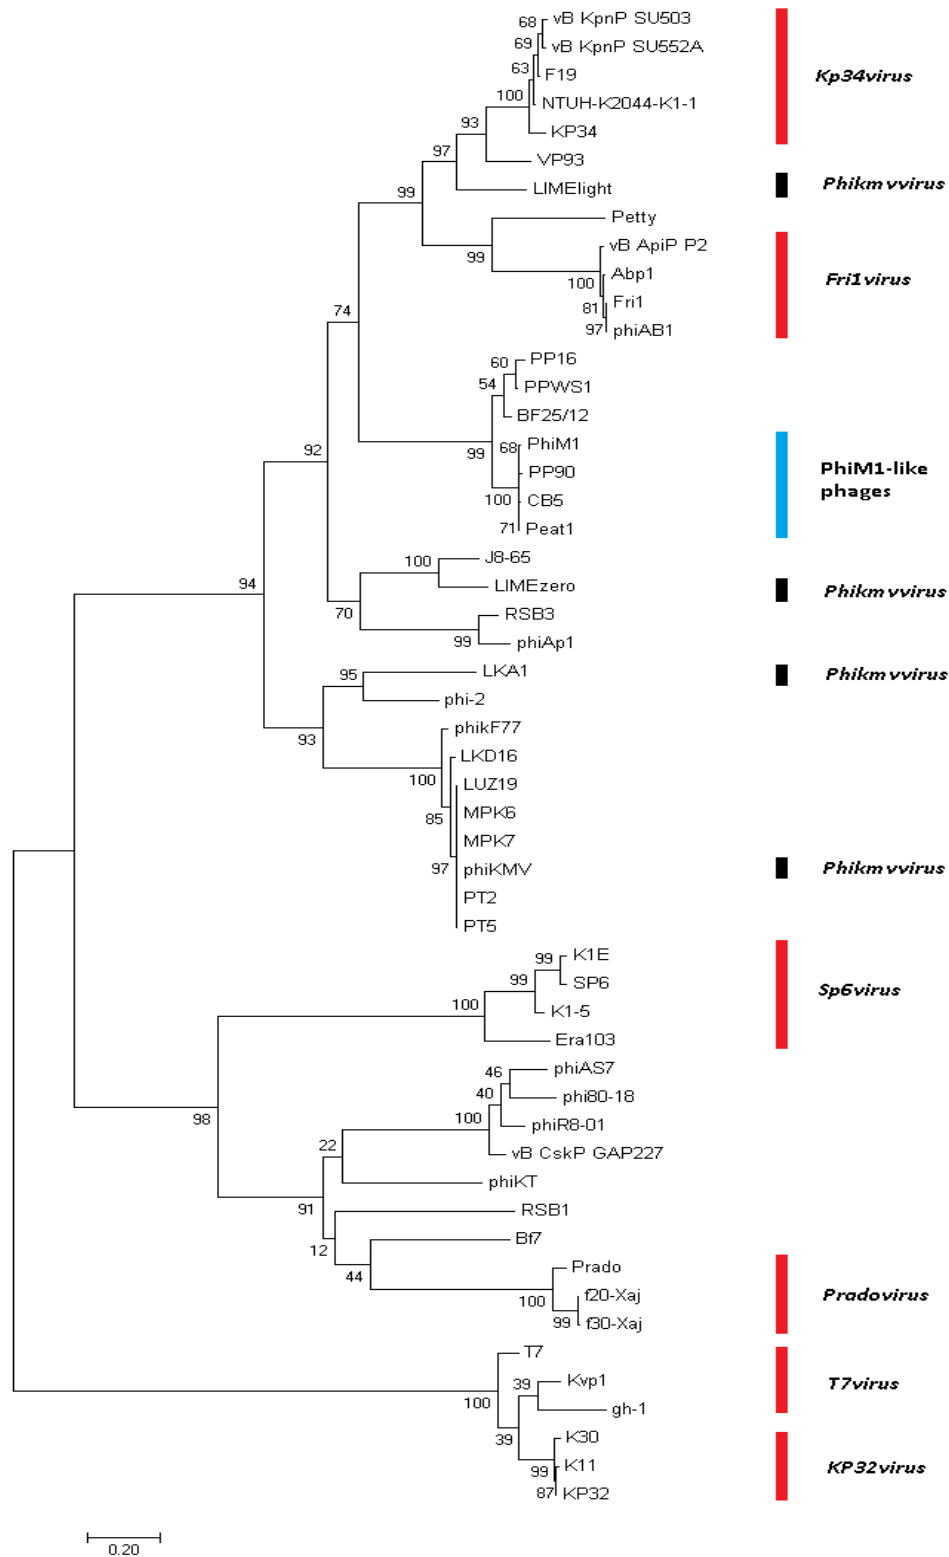 68
vB KpnP SU503
69
vB KpnP SU552A
63
F19
Kp34virus
100
NTUH-K2044-K1-1
93
KP34
97
VP93
99
LIMElight
Phikmvvirus
Petty
99
vB ApiP P2
100
Abp1
Fri1virus
81
Fri1
74
97
phiAB1
60
PP16
54
PPWS1
BF25/12
92
99
68
PhiM1
PP90
PhiM1-like
phages
100
CB5
71
Peat1
100
J8-65
94
LIMEzero
Phikmvvirus
70
RSB3
99
phiAp1
95
LKA1
Phikmvvirus
phi-2
93
phikF77
100
LKD16
LUZ19
85
MPK6
MPK7
97
phiKMV
Phikmvvirus
PT2
PT5
99
K1E
99
SP6
Sp6virus
100
K1-5
Era103
46
phiAS7
40
phi80-18
98
100
phiR8-01
22
vB CskP GAP227
phiKT
91
RSB1
12
Bf7
44
Prado
100
f20-Xaj
Pradovirus
99
f30-Xaj
T7
39
Kvp1
T7virus
100
gh-1
39
K30
99
K11
KP32virus
87
KP32
0.20